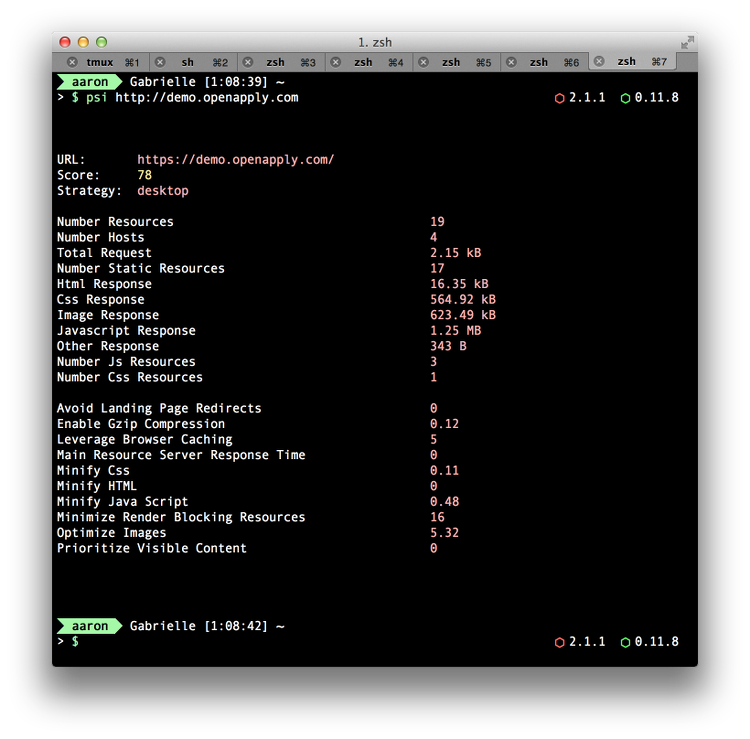 1. zsh
tmux ⌘1 sh ⌘2 zsh ⌘3 zsh ⌘4 zsh ⌘5 zsh ⌘6 zsh ⌘7
aaron Gabrielle [1:08:39] ~
> $ psi http://demo.openapply.com 2.1.1 0.11.8
URL: https://demo.openapply.com/
Score: 78
Strategy: desktop
Number Resources 19
Number Hosts 4
Total Request 2.15 kB
Number Static Resources 17
Html Response 16.35 kB
Css Response 564.92 kB
Image Response 623.49 kB
Javascript Response 1.25 MB
Other Response 343 B
Number Js Resources 3
Number Css Resources 1
Avoid Landing Page Redirects 0
Enable Gzip Compression 0.12
Leverage Browser Caching 5
Main Resource Server Response Time 0
Minify Css 0.11
Minify HTML 0
Minify Java Script 0.48
Minimize Render Blocking Resources 16
Optimize Images 5.32
Prioritize Visible Content 0
aaron Gabrielle [1:08:42] ~
> $ 2.1.1 0.11.8